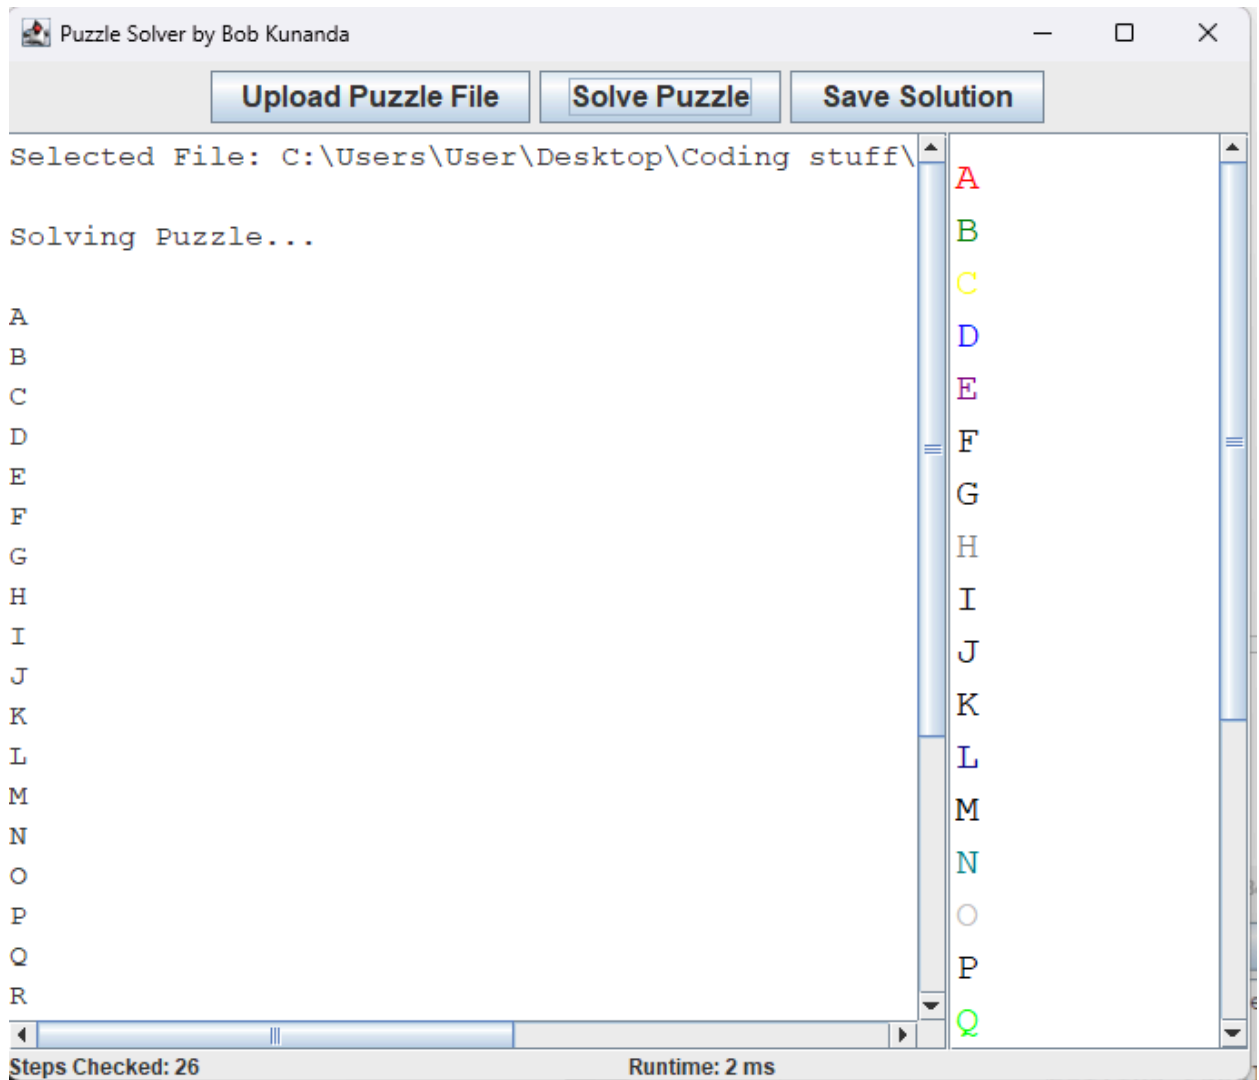 Puzzle Solver by Bob Kunanda
Upload Puzzle File
Solve Puzzle
Save Solution
Selected File: C:\Users\User\Desktop\Coding stuff\
Solving Puzzle...
A
B
C
D
E
F
G
H
I
J
K
L
M
N
O
P
Q
R
A
B
C
D
E
F
G
H
I
J
K
L
M
N
O
P
Q
Steps Checked: 26
Runtime: 2 ms